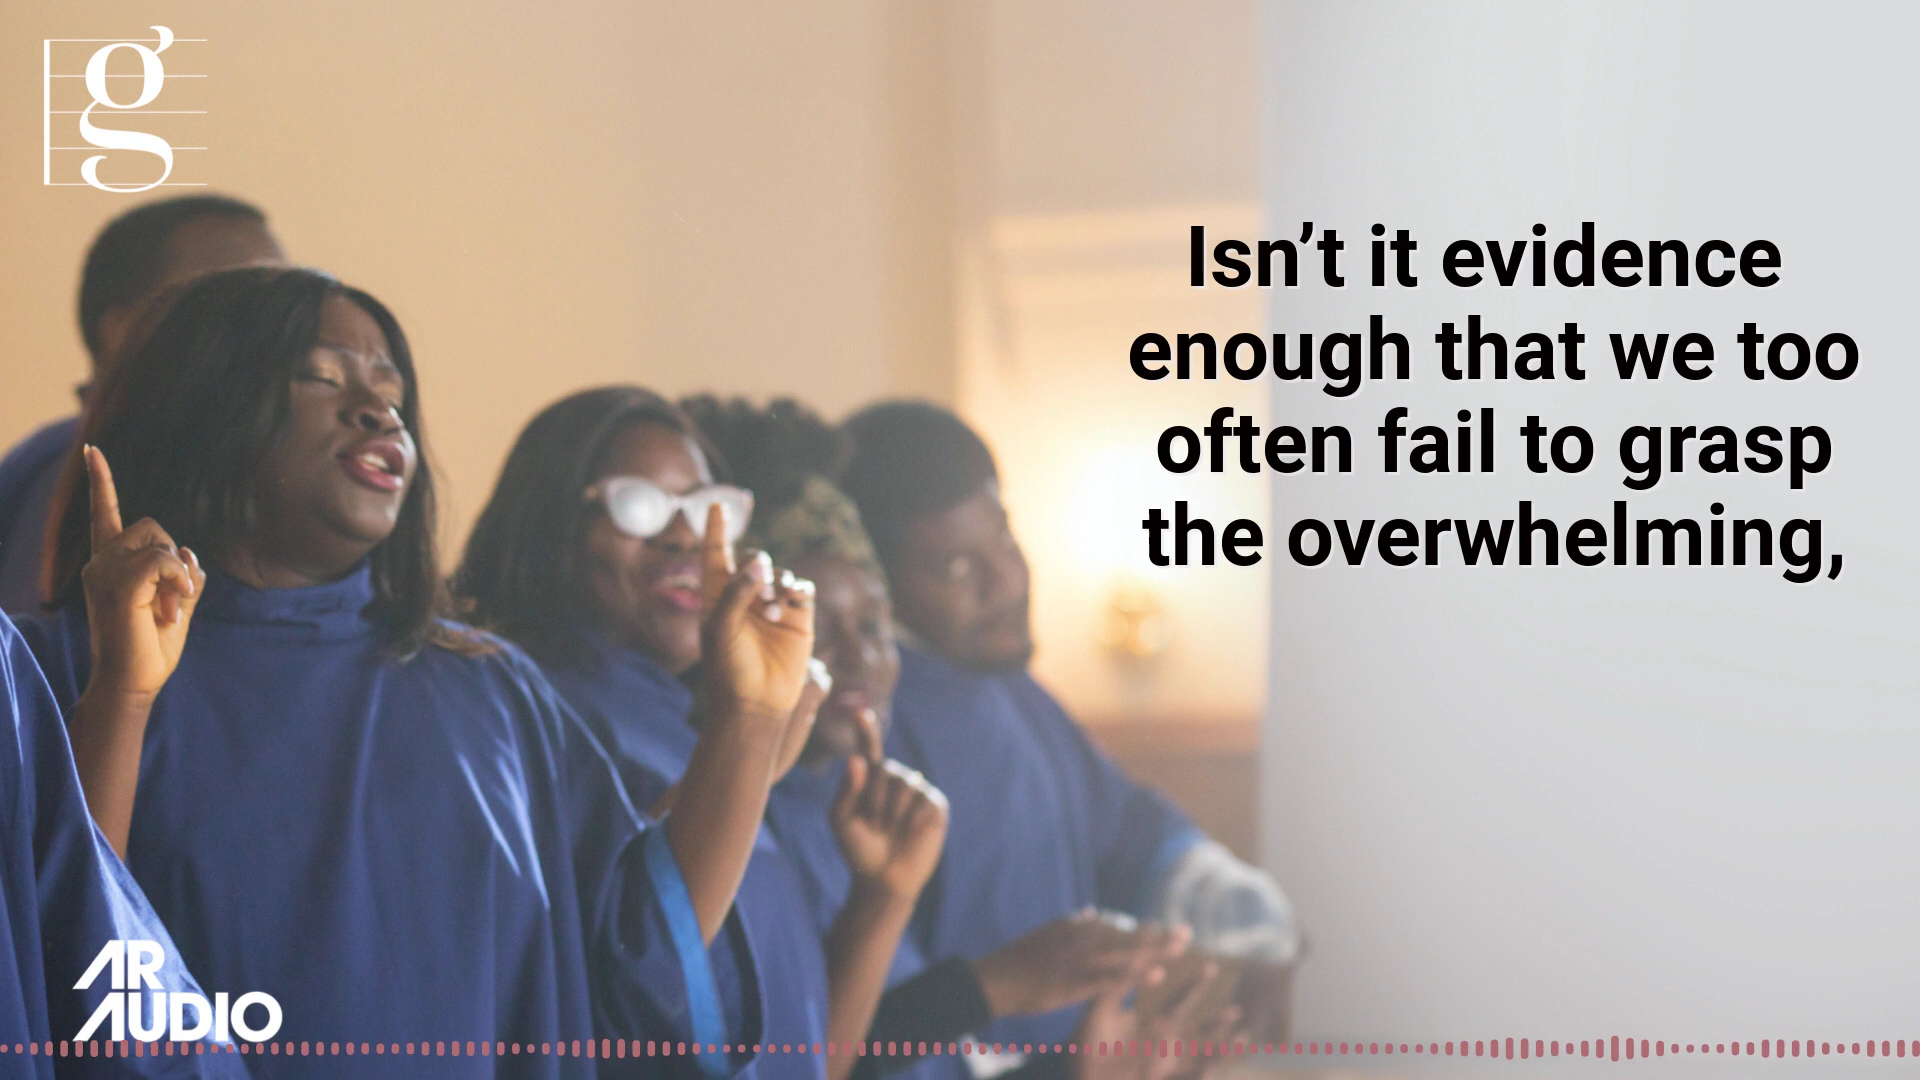 g
Isn’t it evidence
enough that we too
often fail to grasp
the overwhelming,
AR
AUDIO